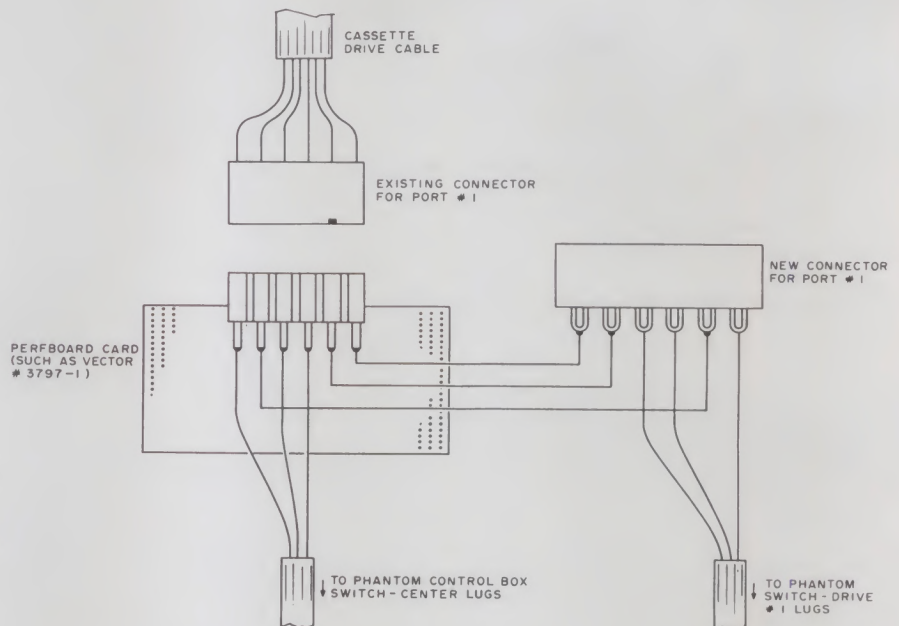 CASSETTE
DRIVE CABLE
EXISTING CONNECTOR
FOR PORT # 1
NEW CONNECTOR
FOR PORT # 1
PERFBOARD CARD
(SUCH AS VECTOR
# 3797-1)
TO PHANTOM CONTROL BOX
SWITCH - CENTER LUGS
TO PHANTOM
SWITCH - DRIVE
# 1 LUGS